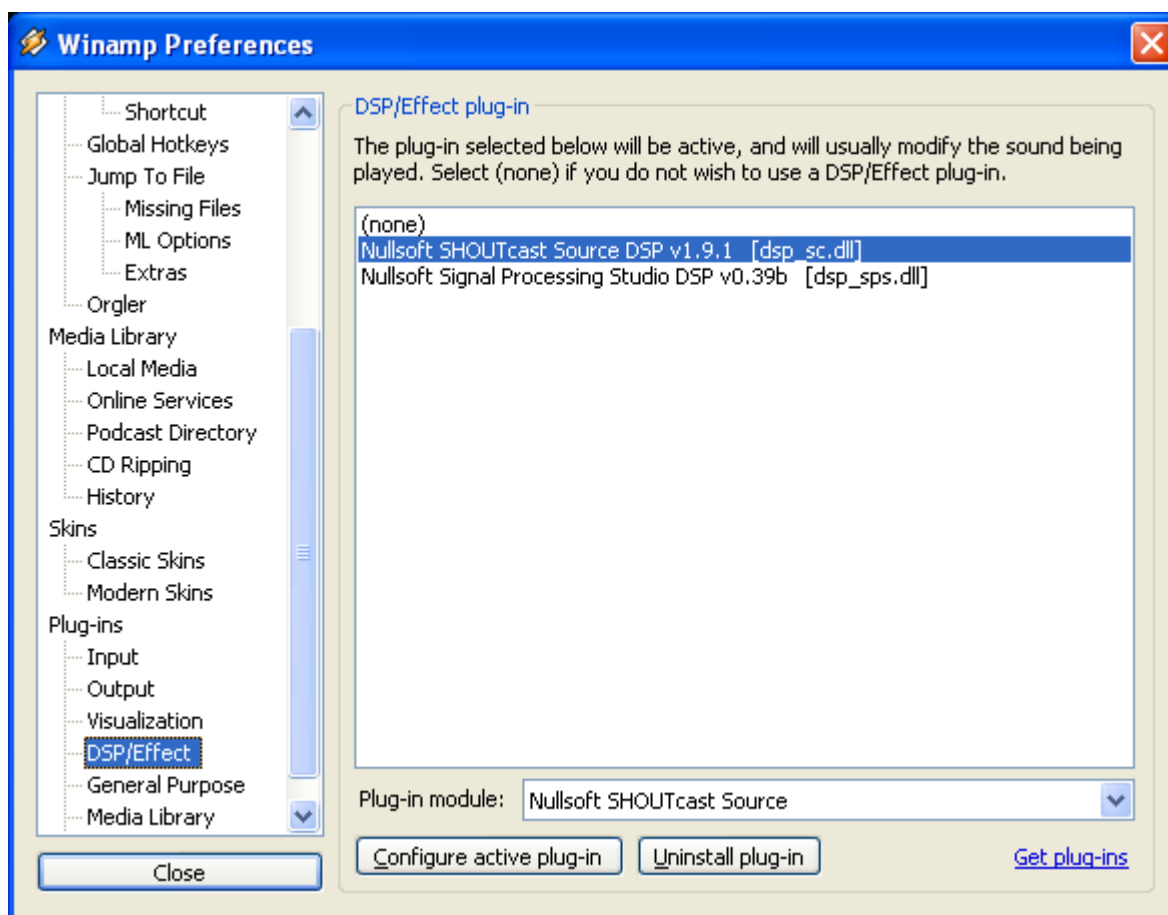 Winamp Preferences
Shortcut
Global Hotkeys
Jump To File
Missing Files
ML Options
Extras
Orgler
Media Library
Local Media
Online Services
Podcast Directory
CD Ripping
History
Skins
Classic Skins
Modern Skins
Plug-ins
Input
Output
Visualization
DSP/Effect
General Purpose
Media Library
Close
DSP/Effect plug-in
The plug-in selected below will be active, and will usually modify the sound being
played. Select (none) if you do not wish to use a DSP/Effect plug-in.
(none)
Nullsoft SHOUTcast Source DSP v1.9.1 [dsp_sc.dll]
Nullsoft Signal Processing Studio DSP v0.39b [dsp_sps.dll]
Plug-in module: Nullsoft SHOUTcast Source
Configure active plug-in Uninstall plug-in Get plug-ins